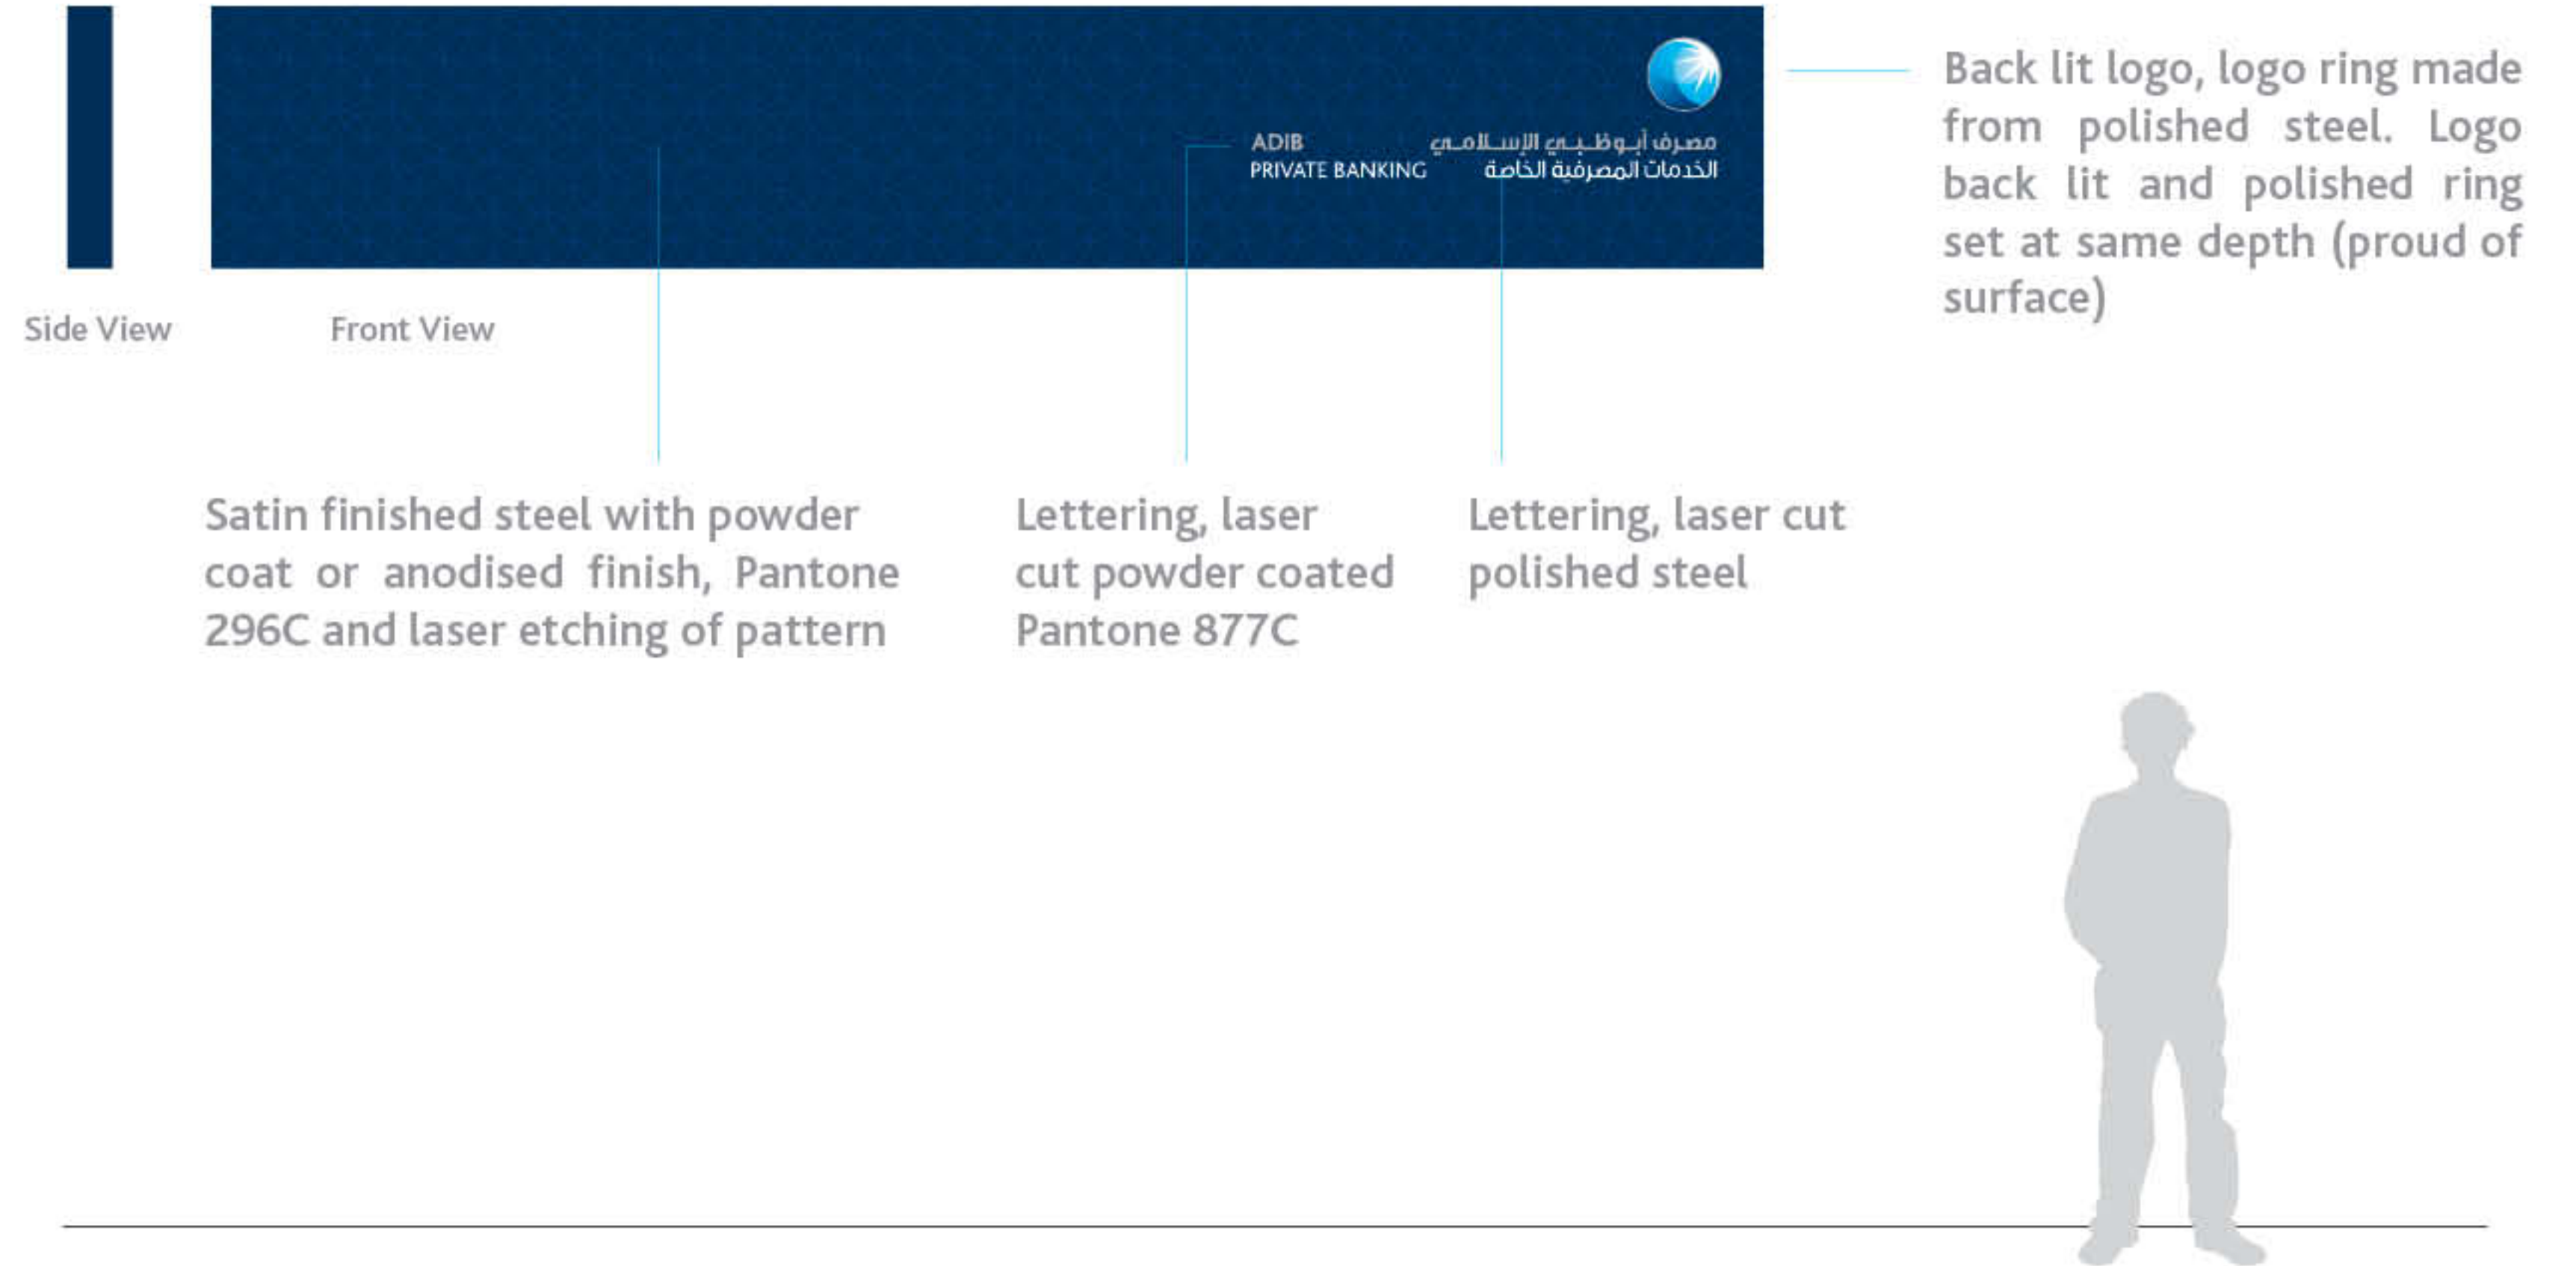 ADIB
مصرف أبوظبي الإسلامي
PRIVATE BANKING
الخدمات المصرفية الخاصة
Back lit logo, logo ring made
from polished steel. Logo
back lit and polished ring
set at same depth (proud of
surface)
Side View
Front View
Satin finished steel with powder
coat or anodised finish, Pantone
296C and laser etching of pattern
Lettering, laser
cut powder coated
Pantone 877C
Lettering, laser cut
polished steel